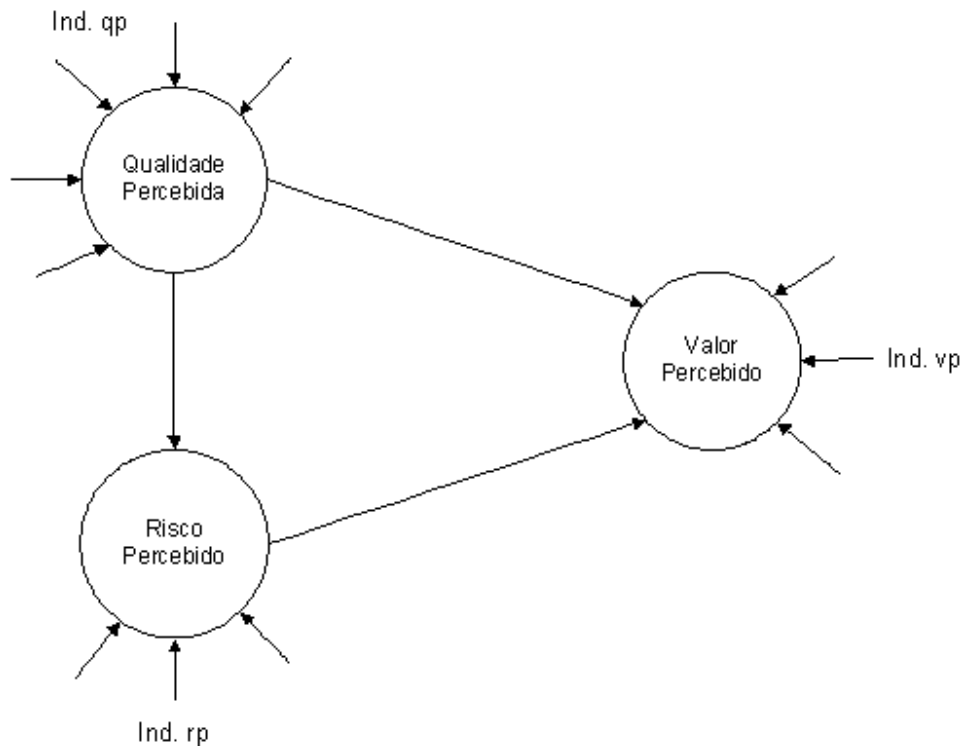 Ind. qp
Qualidade
Percebida
Valor
Percebido
Ind. vp
Risco
Percebido
Ind. rp